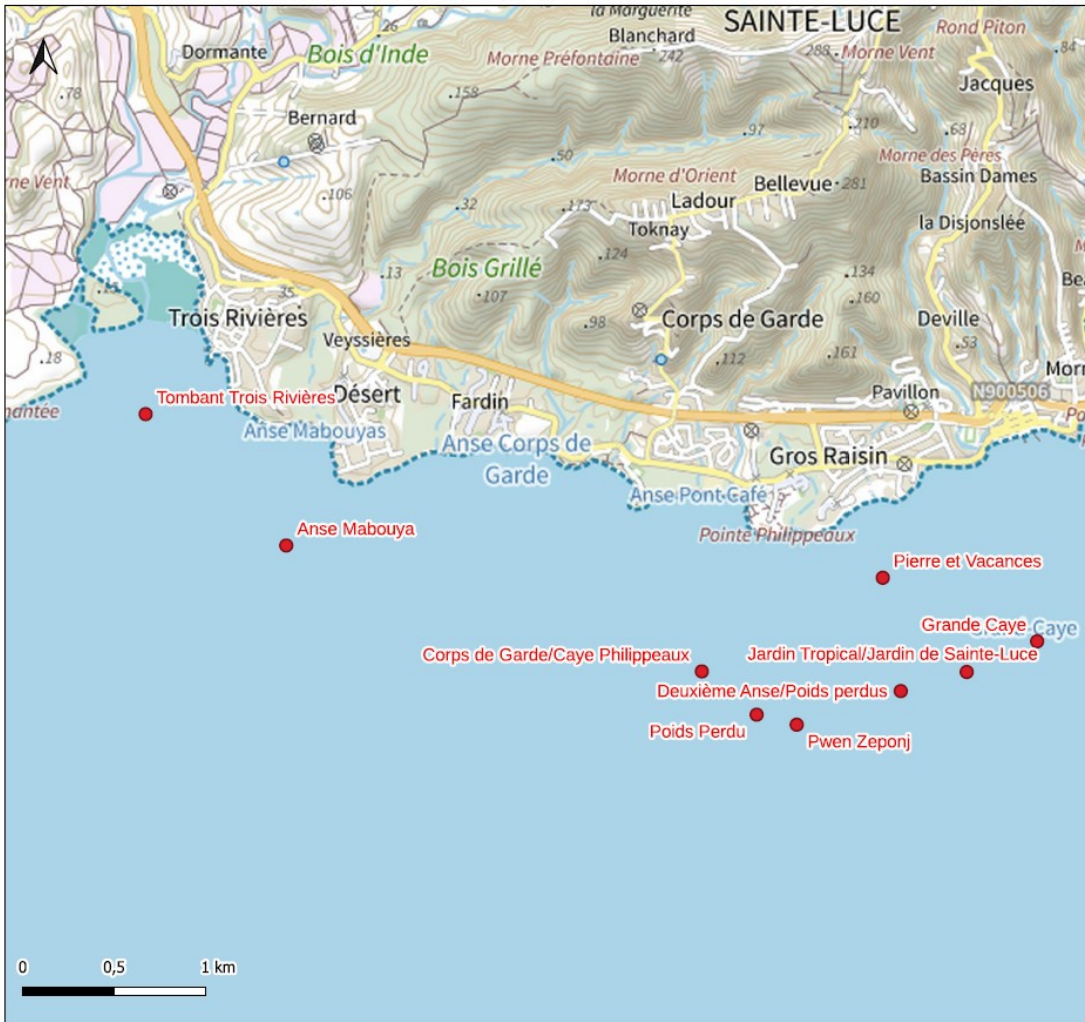 la Marguerite
Blanchard
SAINTE-LUCE
Rond Piton
Dormante
Bois d'Inde
26
Morne Préfontaine
242
288
Morne Vent
84
Jacques
78
158
Bernard
97
210
68
Morne des Pères
50
Bassin Dames
rne Vent
106
Morne d'Orient
Bellevue
281
Ladour
32
173
Toknay
la Disjonslée
124
13
Bois Grillé
134
Bea
35
107
160
Trois Rivières
98
Corps de Garde
Deville
Veyssières
112
161
53
18
Morr
Désert
Fardin
Pavillon
N900506
Tombant Trois Rivières
mantée
Pa
Anse Mabouyas
Anse Corps de
Garde
Gros Raisin
Anse Pont Café
Pointe Philippeaux
Anse Mabouya
Pierre et Vacances
Grande Caye
Corps de Garde/Caye Philippeaux
Jardin Tropical/Jardin de Sainte-Luce
Deuxième Anse/Poids perdus
Poids Perdu
Pwen Zeponj
0 0,5 1 km